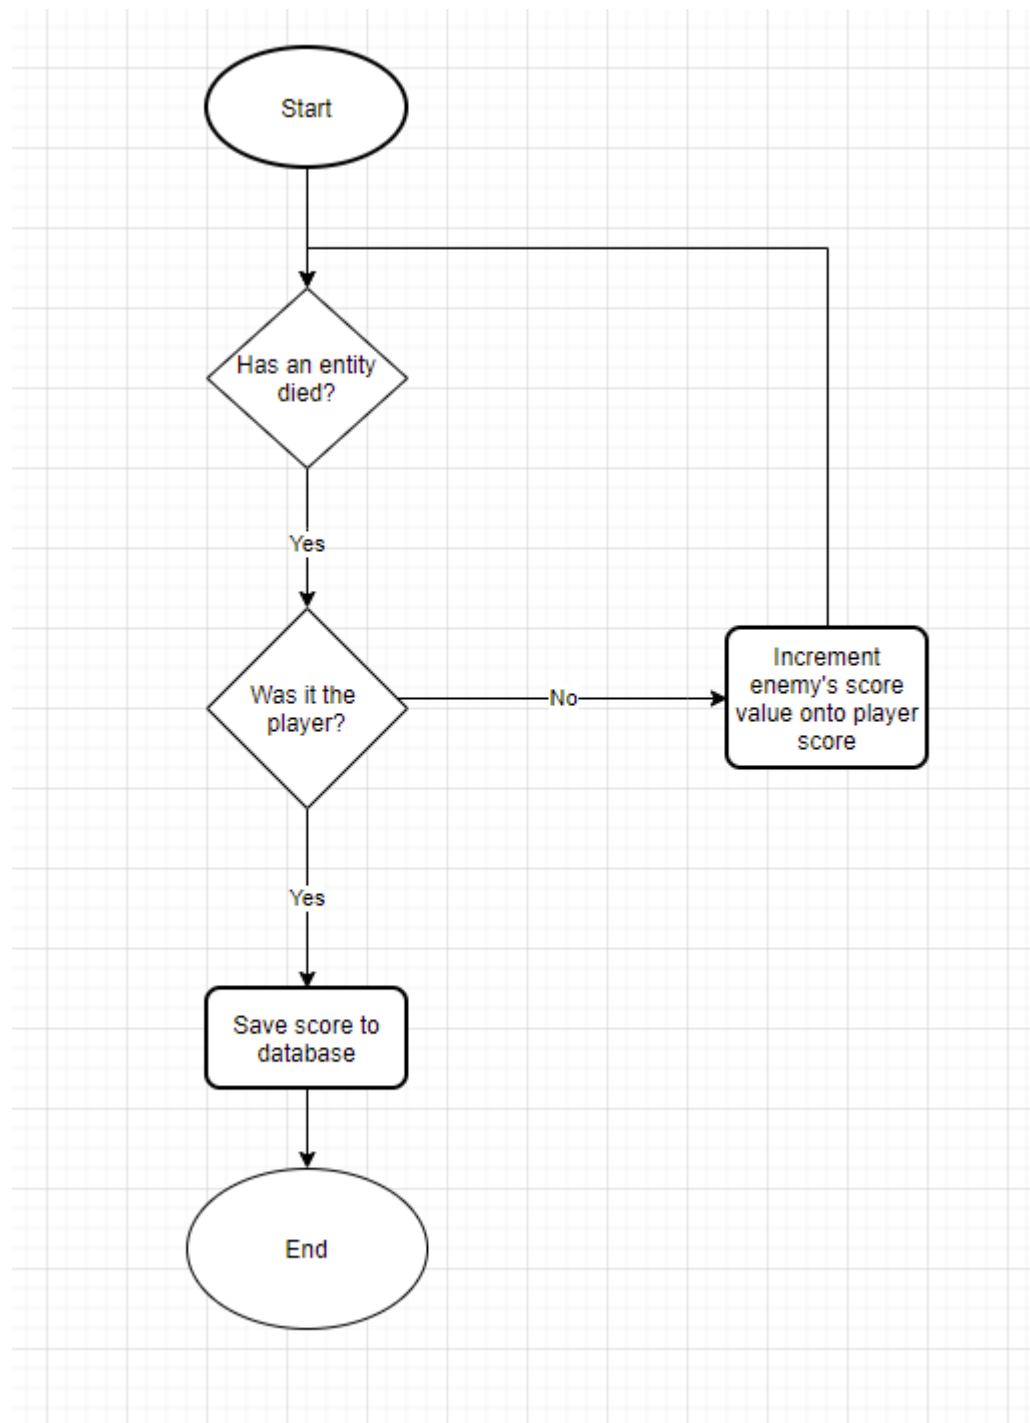 Start
Has an entity
died?
Yes
Was it the
player?
No
Increment
enemy's score
value onto player
score
Yes
Save score to
database
End